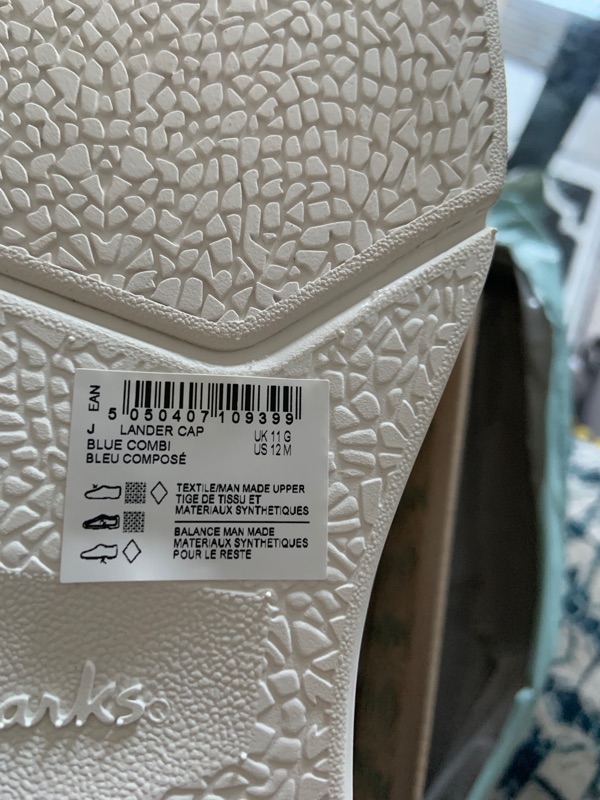 EAN
5 050407 109399
J LANDER CAP UK 11 G
BLUE COMBI US 12 M
BLEU COMPOSÉ
TEXTILE/MAN MADE UPPER
TIGE DE TISSU ET
MATERIAUX SYNTHETIQUES
BALANCE MAN MADE
MATERIAUX SYNTHETIQUES
POUR LE RESTE
arks